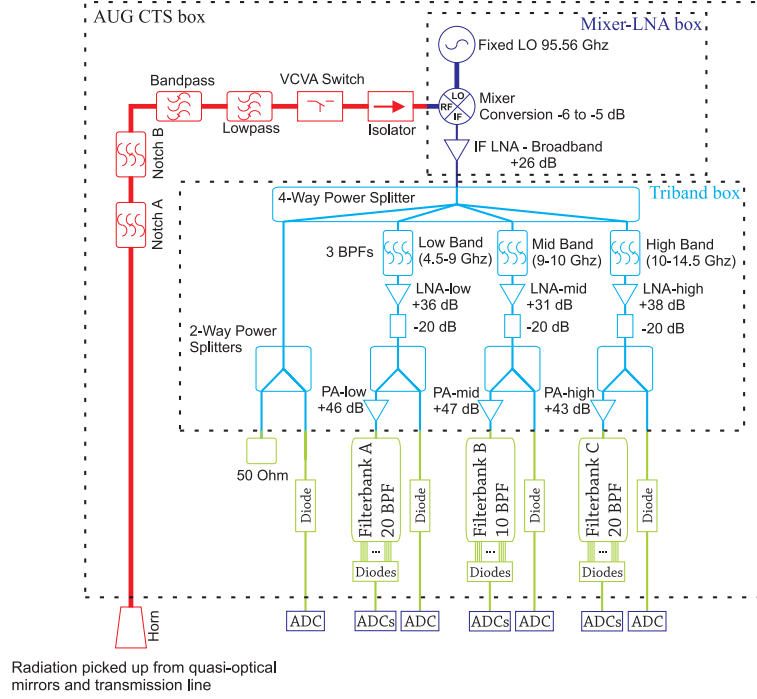 AUG CTS box
Mixer-LNA box
Fixed LO 95.56 Ghz
Bandpass
VCVA Switch
LO
RF
IF
Mixer
Conversion -6 to -5 dB
Lowpass
Isolator
Notch B
IF LNA - Broadband
+26 dB
4-Way Power Splitter
Triband box
Notch A
3 BPFs
Low Band
(4.5-9 Ghz)
Mid Band
(9-10 Ghz)
High Band
(10-14.5 Ghz)
LNA-low
+36 dB
LNA-mid
+31 dB
LNA-high
+38 dB
-20 dB
-20 dB
-20 dB
2-Way Power
Splitters
PA-low
+46 dB
PA-mid
+47 dB
PA-high
+43 dB
50 Ohm
Diode
Filterbank A
20 BPF
Diode
Filterbank B
10 BPF
Diode
Filterbank C
20 BPF
Diode
...
...
...
Diodes
Diodes
Diodes
Horn
ADC
ADCs
ADC
ADCs
ADC
ADCs
ADC
Radiation picked up from quasi-optical
mirrors and transmission line